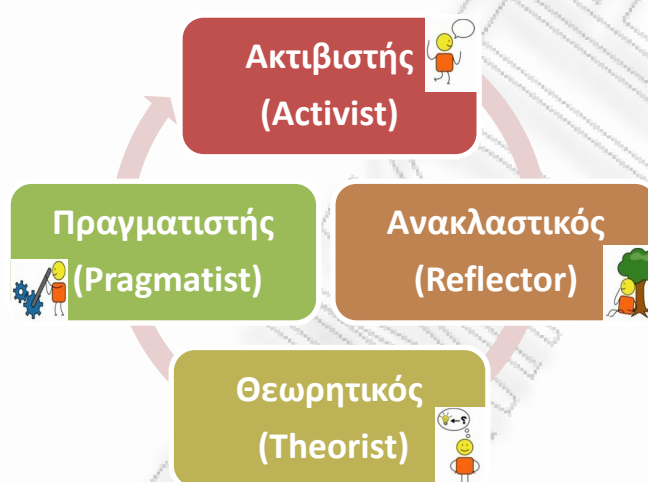 Ακτιβιστής
(Activist)
Πραγματιστής
(Pragmatist)
Ανακλαστικός
(Reflector)
Θεωρητικός
(Theorist)